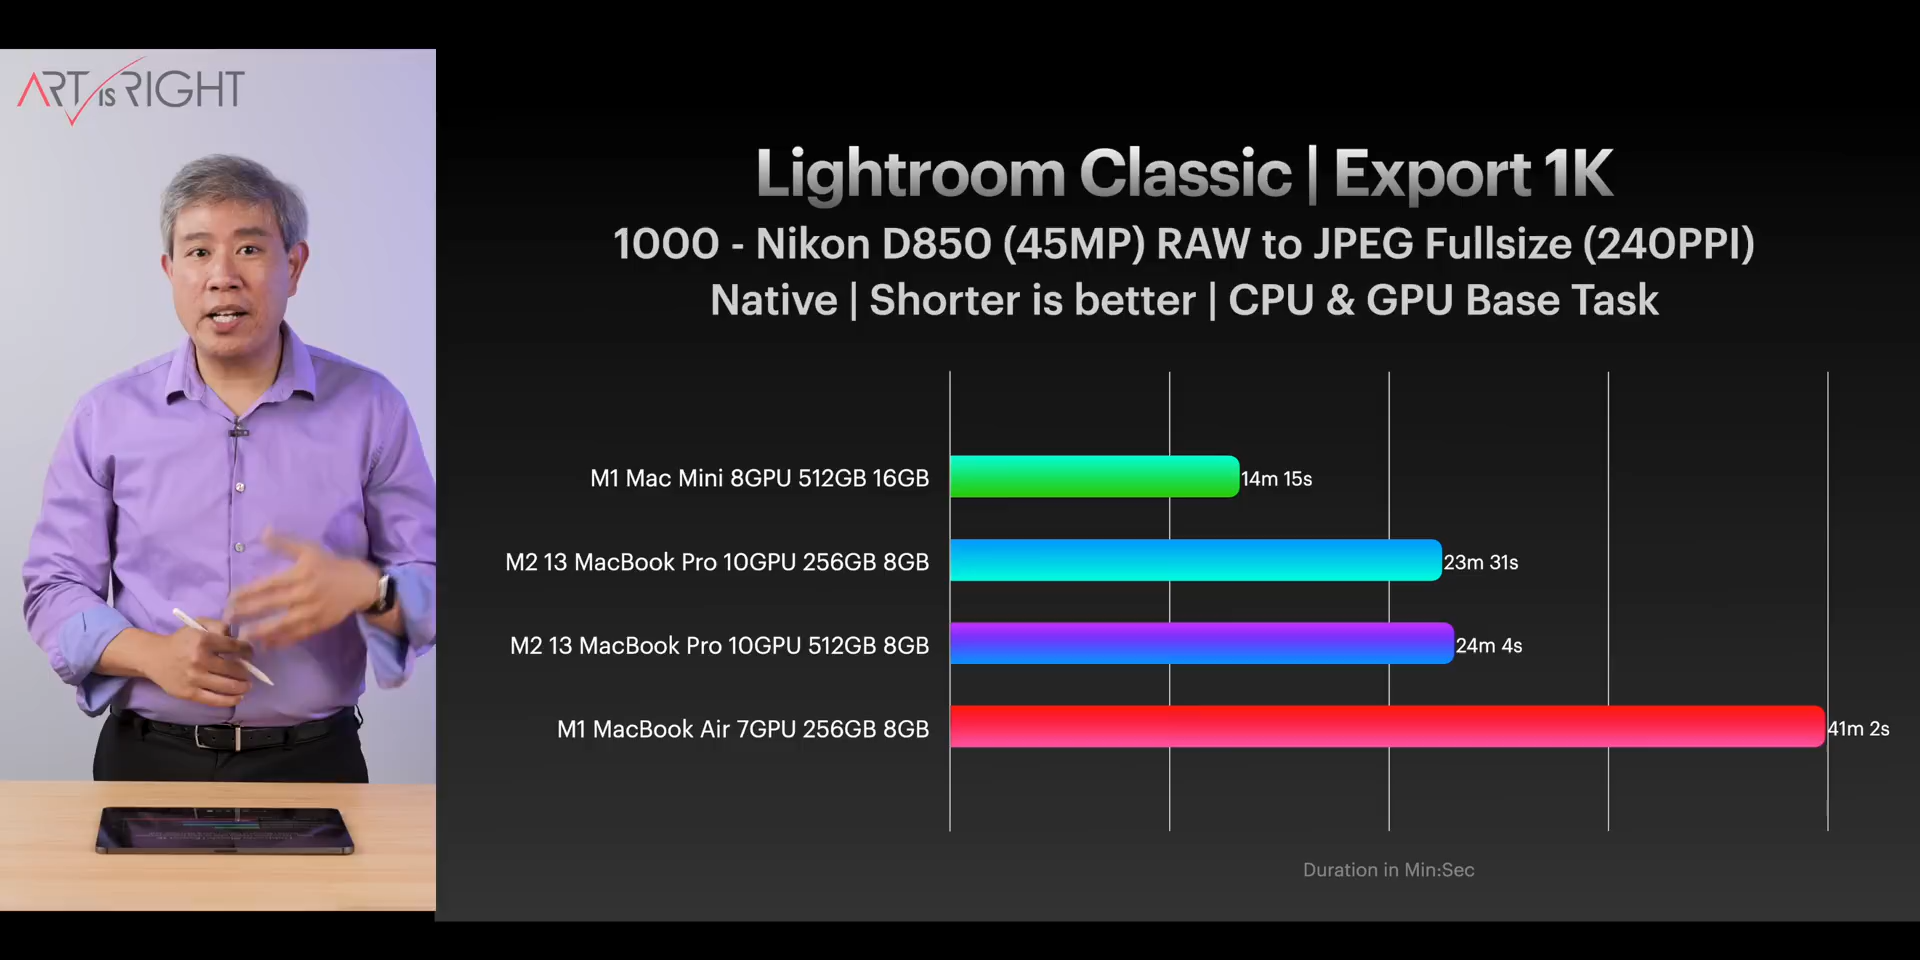 ART IS RIGHT
Lightroom Classic | Export 1K
1000 - Nikon D850 (45MP) RAW to JPEG Fullsize (240PPI)
Native | Shorter is better | CPU & GPU Base Task
M1 Mac Mini 8GPU 512GB 16GB 14m 15s
M2 13 MacBook Pro 10GPU 256GB 8GB 23m 31s
M2 13 MacBook Pro 10GPU 512GB 8GB 24m 4s
M1 MacBook Air 7GPU 256GB 8GB 41m 2s
Duration in Min:Sec